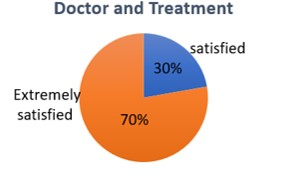 Doctor and Treatment
satisfied
30%
Extremely
satisfied
70%